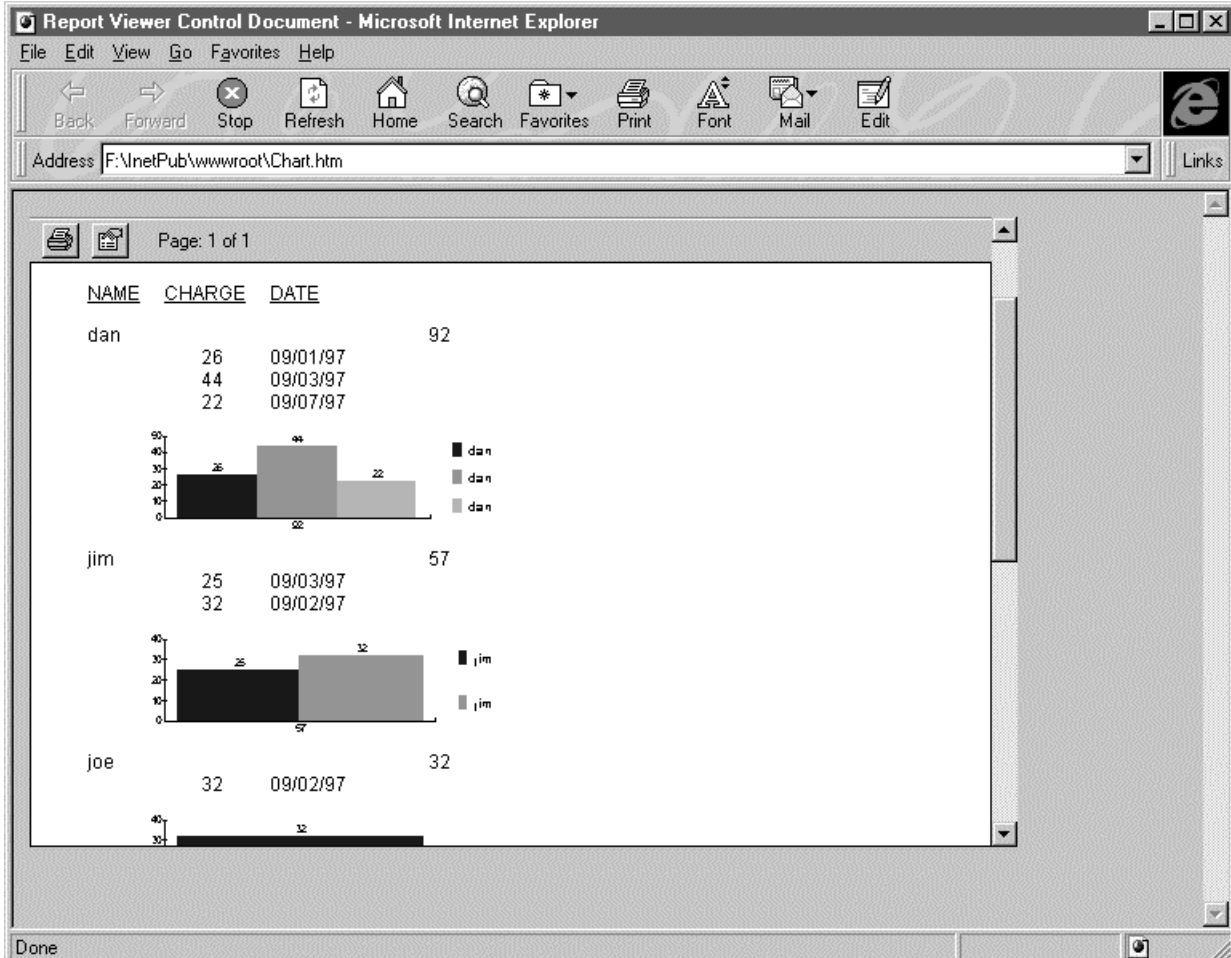 Report Viewer Control Document - Microsoft Internet Explorer
File Edit View Go Favorites Help
Back Forward Stop Refresh Home Search Favorites Print Font Mail Edit
Address F:\InetPub\wwwroot\Chart.htm Links
Page: 1 of 1
NAME CHARGE DATE
dan 92
26 09/01/97
44 09/03/97
22 09/07/97
50
40
30
20
10
0
26 44 22
92
dan
dan
dan
jim 57
25 09/03/97
32 09/02/97
40
30
20
10
0
25 32
57
jim
jim
joe 32
32 09/02/97
40
30
32
Done